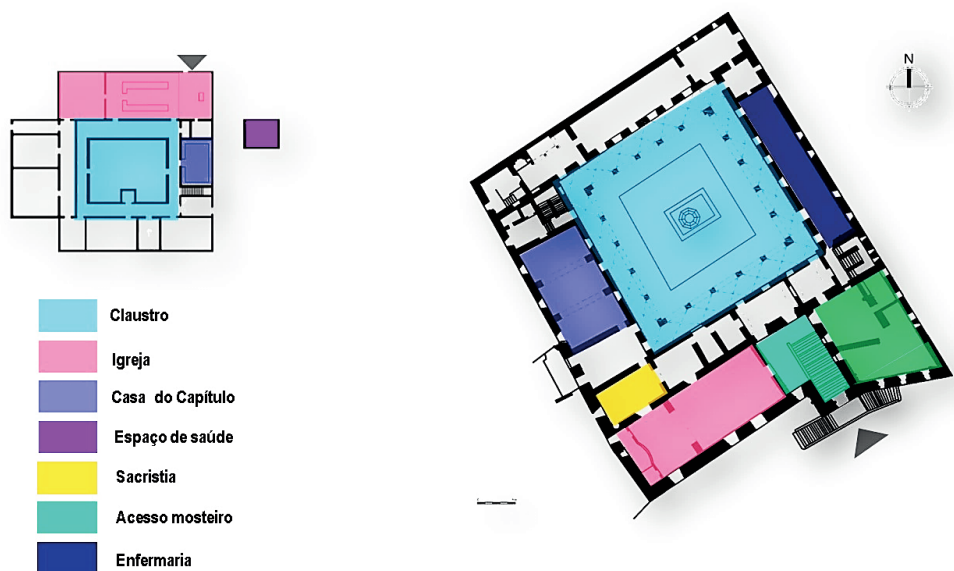 N
Claustro
Igreja
Casa do Capítulo
Espaço de saúde
Sacristia
Acesso mosteiro
Enfermaria